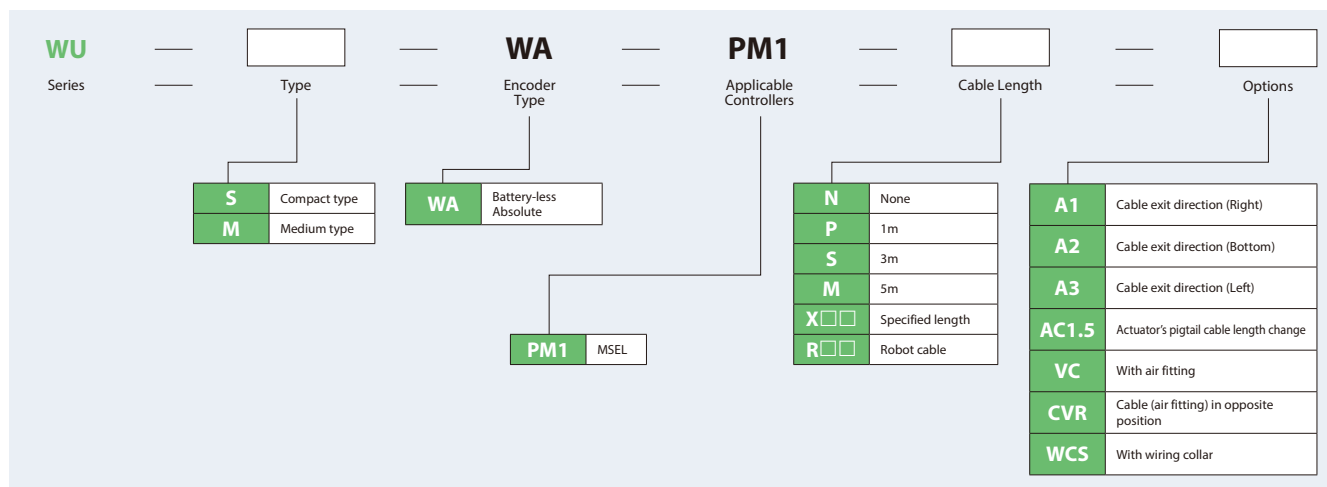 WU — — WA — PM1 — —
Series — Type — Encoder Type — Applicable Controllers — Cable Length — Options
S Compact type
M Medium type
WA Battery-less Absolute
PM1 MSEL
N None
P 1m
S 3m
M 5m
X□□ Specified length
R□□ Robot cable
A1 Cable exit direction (Right)
A2 Cable exit direction (Bottom)
A3 Cable exit direction (Left)
AC1.5 Actuator's pigtail cable length change
VC With air fitting
CVR Cable (air fitting) in opposite position
WCS With wiring collar